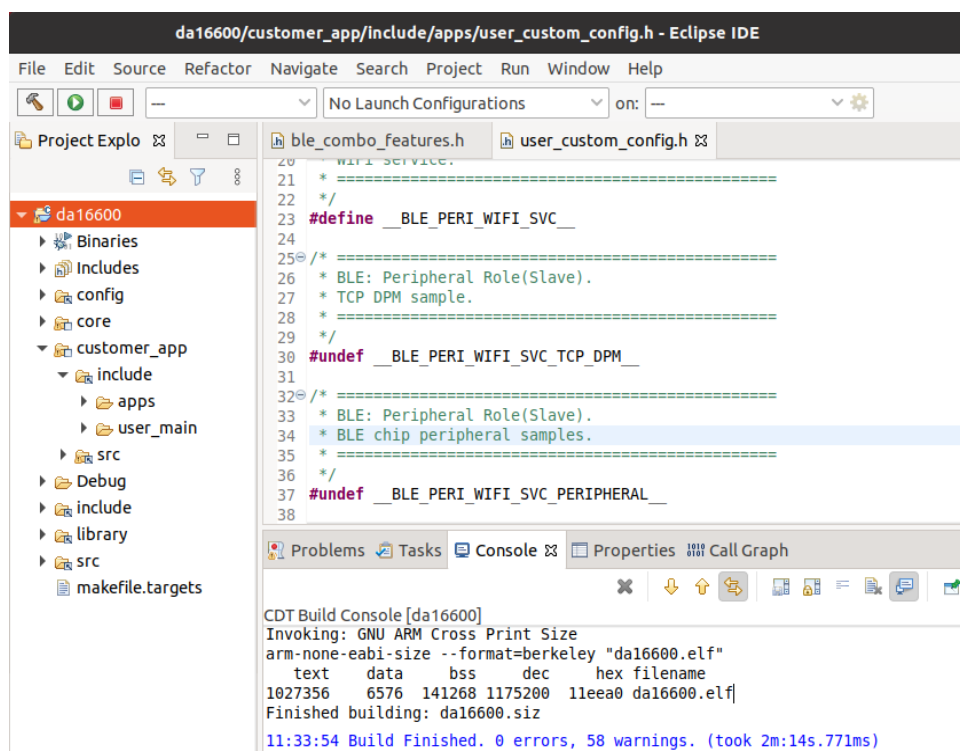 da16600/customer_app/include/apps/user_custom_config.h - Eclipse IDE
File Edit Source Refactor Navigate Search Project Run Window Help
--- No Launch Configurations on: ---
Project Explo
da16600
Binaries
Includes
config
core
customer_app
include
apps
user_main
src
Debug
include
library
src
makefile.targets
ble_combo_features.h user_custom_config.h
20 * WiFi service.
21 * ================================================
22 */
23 #define __BLE_PERI_WIFI_SVC__
24
25 /* ================================================
26 * BLE: Peripheral Role(Slave).
27 * TCP DPM sample.
28 * ================================================
29 */
30 #undef __BLE_PERI_WIFI_SVC_TCP_DPM__
31
32 /* ================================================
33 * BLE: Peripheral Role(Slave).
34 * BLE chip peripheral samples.
35 * ================================================
36 */
37 #undef __BLE_PERI_WIFI_SVC_PERIPHERAL__
38
Problems Tasks Console Properties 1010 Call Graph
CDT Build Console [da16600]
Invoking: GNU ARM Cross Print Size
arm-none-eabi-size --format=berkeley "da16600.elf"
text data bss dec hex filename
1027356 6576 141268 1175200 11eea0 da16600.elf
Finished building: da16600.siz
11:33:54 Build Finished. 0 errors, 58 warnings. (took 2m:14s.771ms)